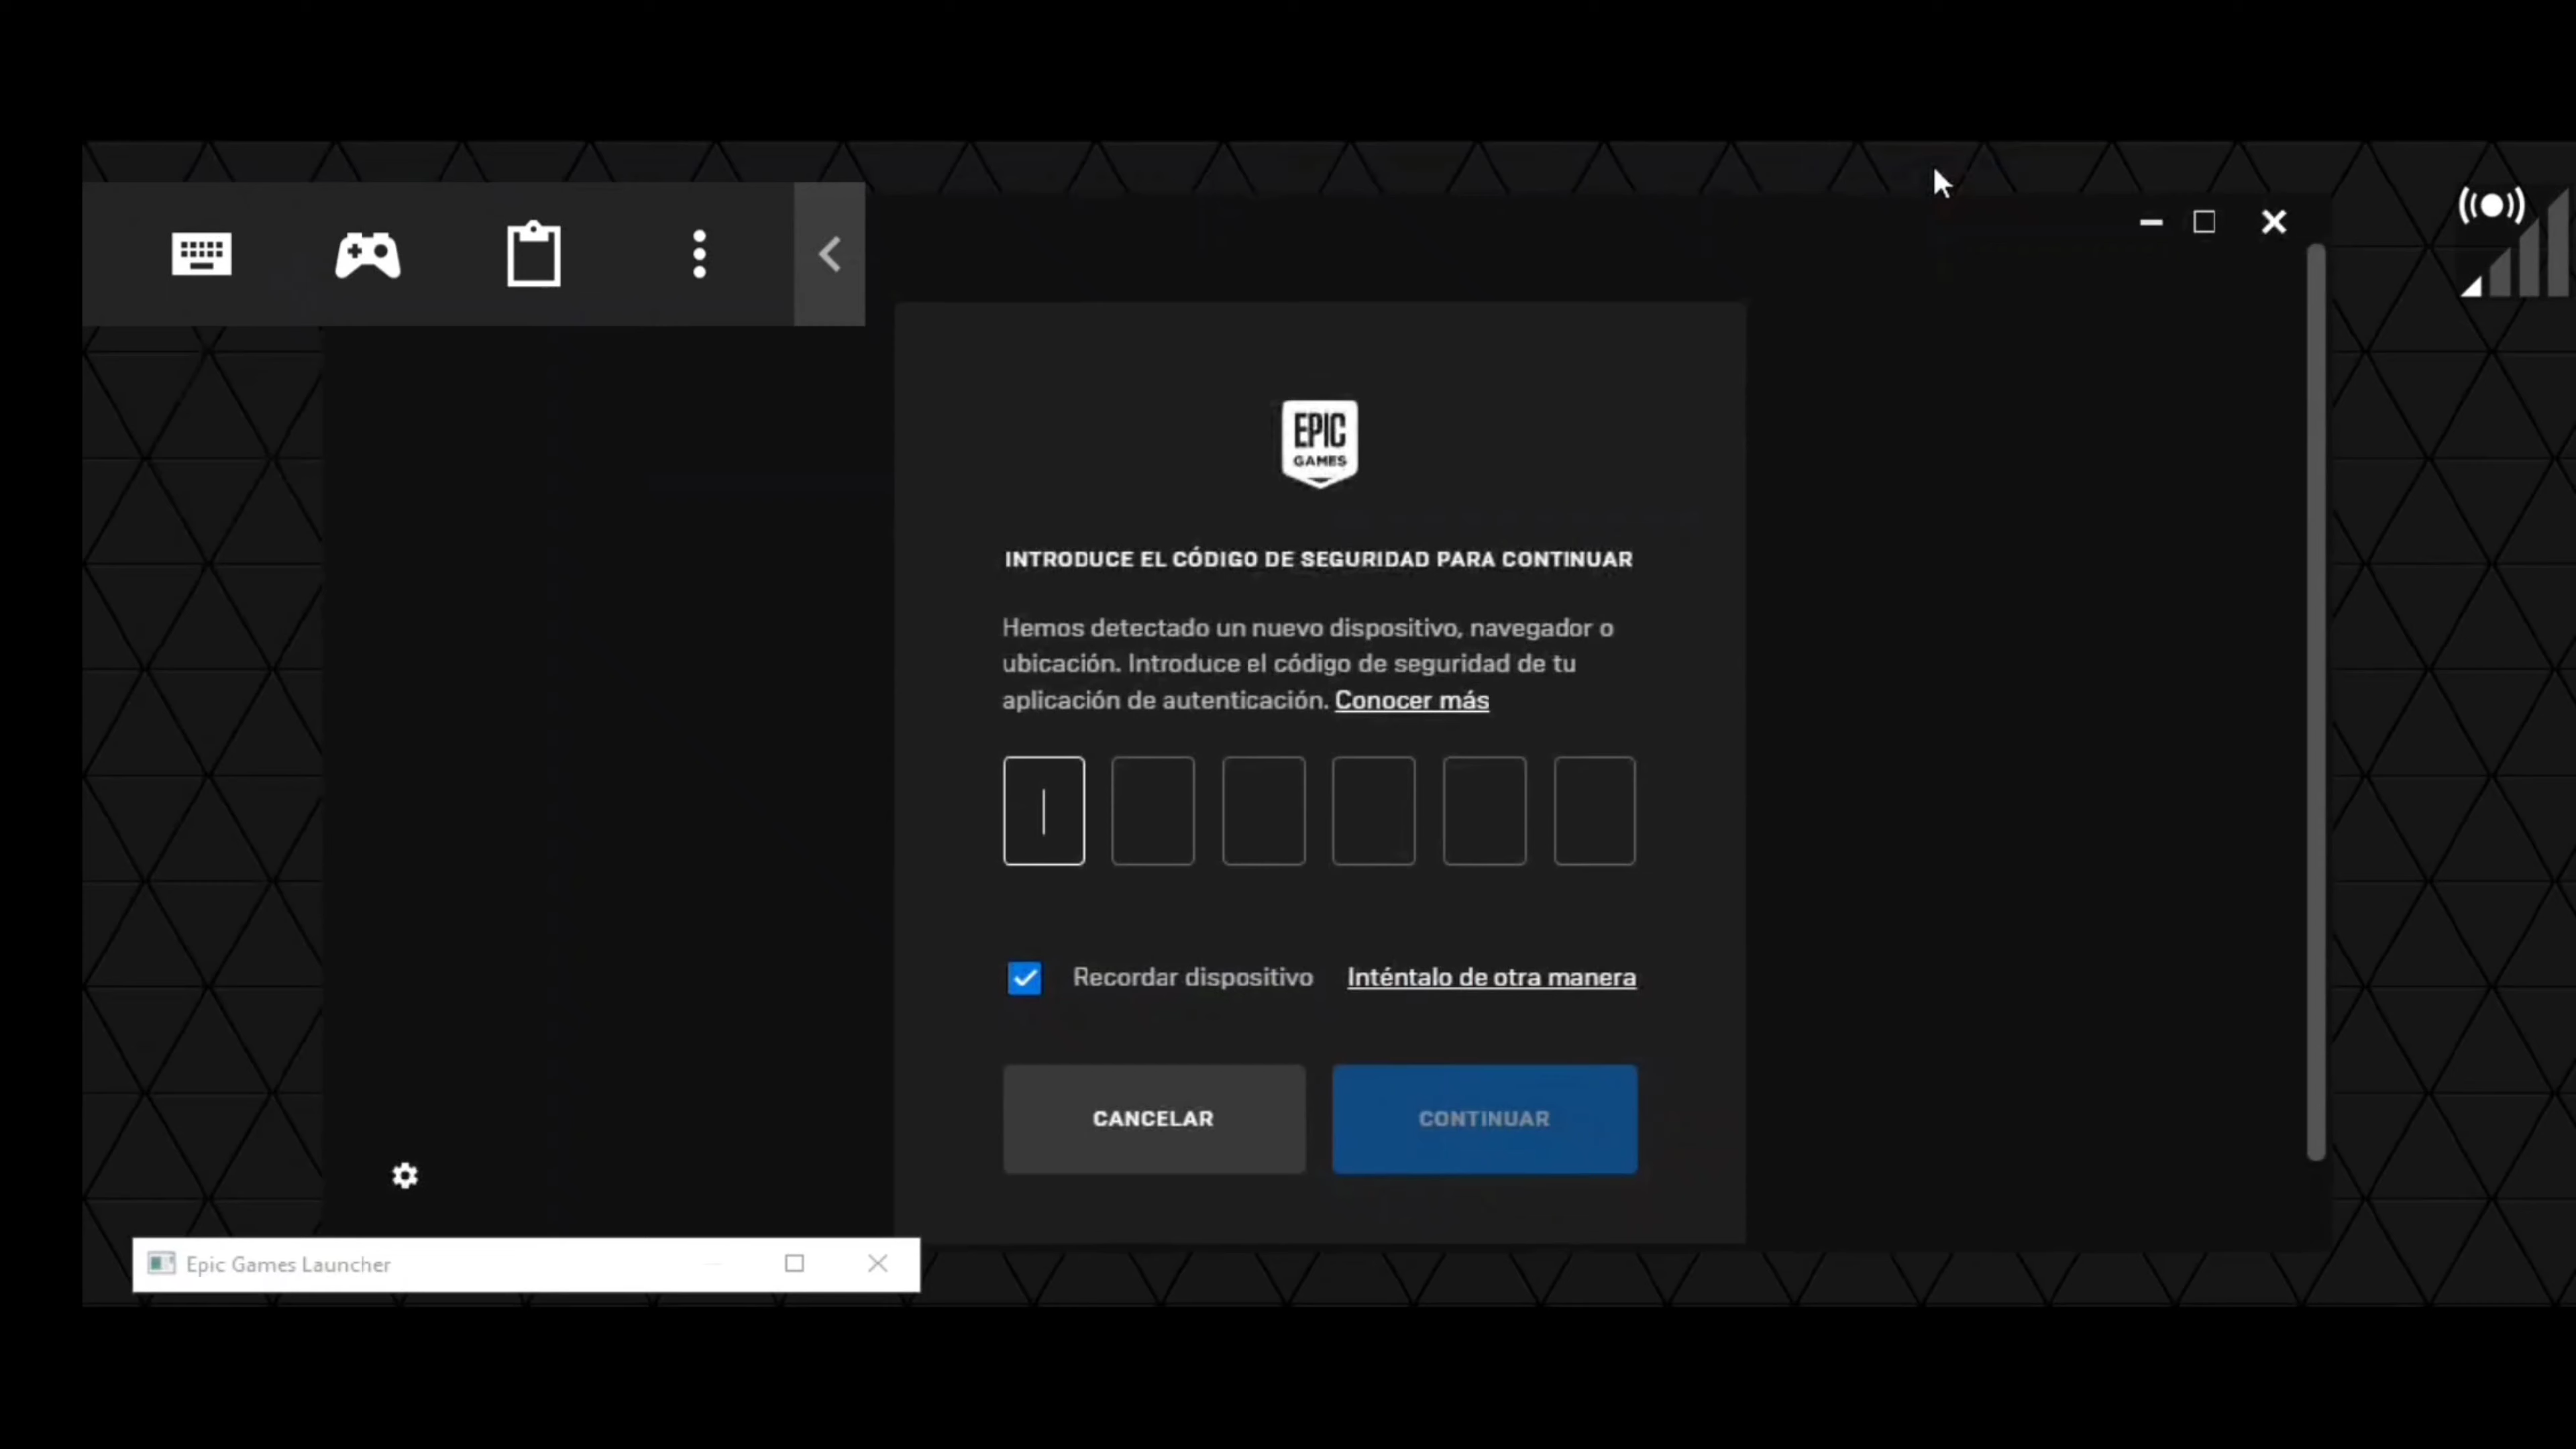 EPIC
GAMES
INTRODUCE EL CÓDIGO DE SEGURIDAD PARA CONTINUAR
Hemos detectado un nuevo dispositivo, navegador o
ubicación. Introduce el código de seguridad de tu
aplicación de autenticación. Conocer más
Recordar dispositivo Inténtalo de otra manera
CANCELAR CONTINUAR
Epic Games Launcher